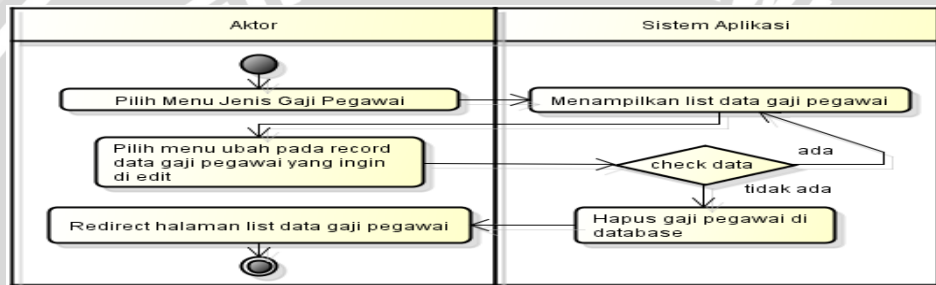 Aktor
Sistem Aplikasi
Pilih Menu Jenis Gaji Pegawai
Menampilkan list data gaji pegawai
Pilih menu ubah pada record
data gaji pegawai yang ingin
di edit
check data
ada
tidak ada
Hapus gaji pegawai di
database
Redirect halaman list data gaji pegawai